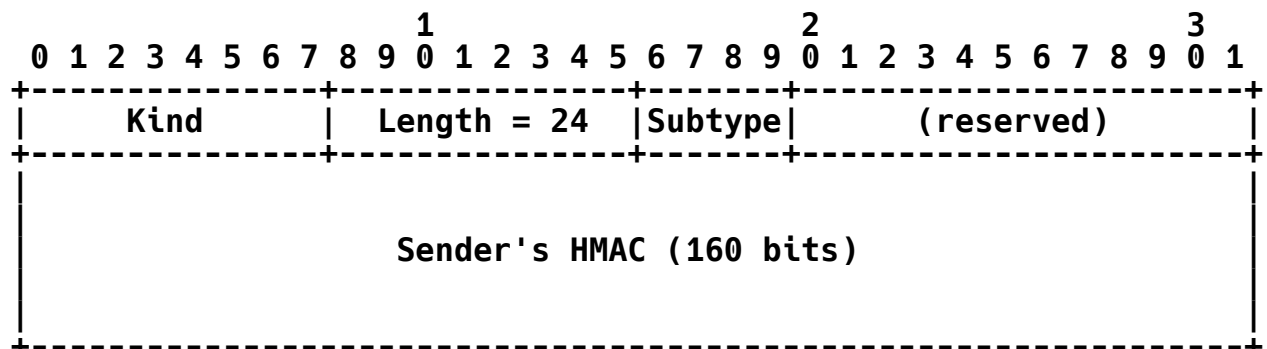 1 2 3
0 1 2 3 4 5 6 7 8 9 0 1 2 3 4 5 6 7 8 9 0 1 2 3 4 5 6 7 8 9 0 1
Kind Length = 24 Subtype (reserved)
Sender's HMAC (160 bits)